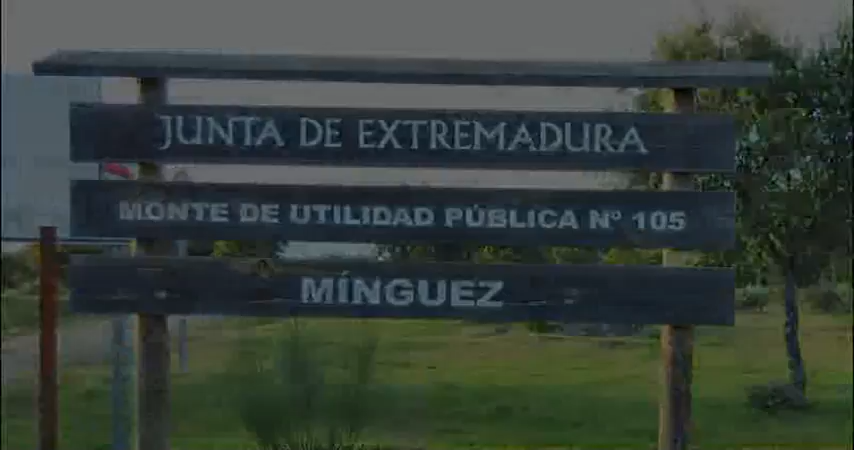 JUNTA DE EXTREMADURA
MONTE DE UTILIDAD PÚBLICA Nº 105
MÍNGUEZ